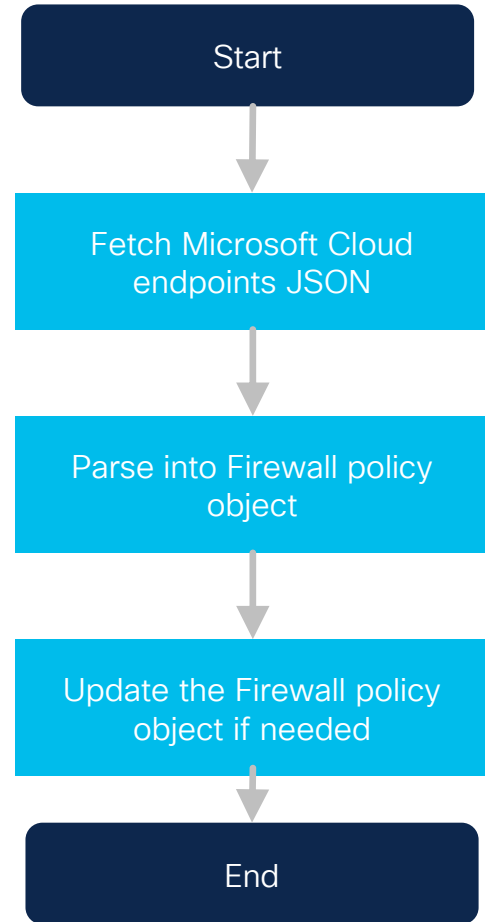 Start
Fetch Microsoft Cloud
endpoints JSON
Parse into Firewall policy
object
Update the Firewall policy
object if needed
End